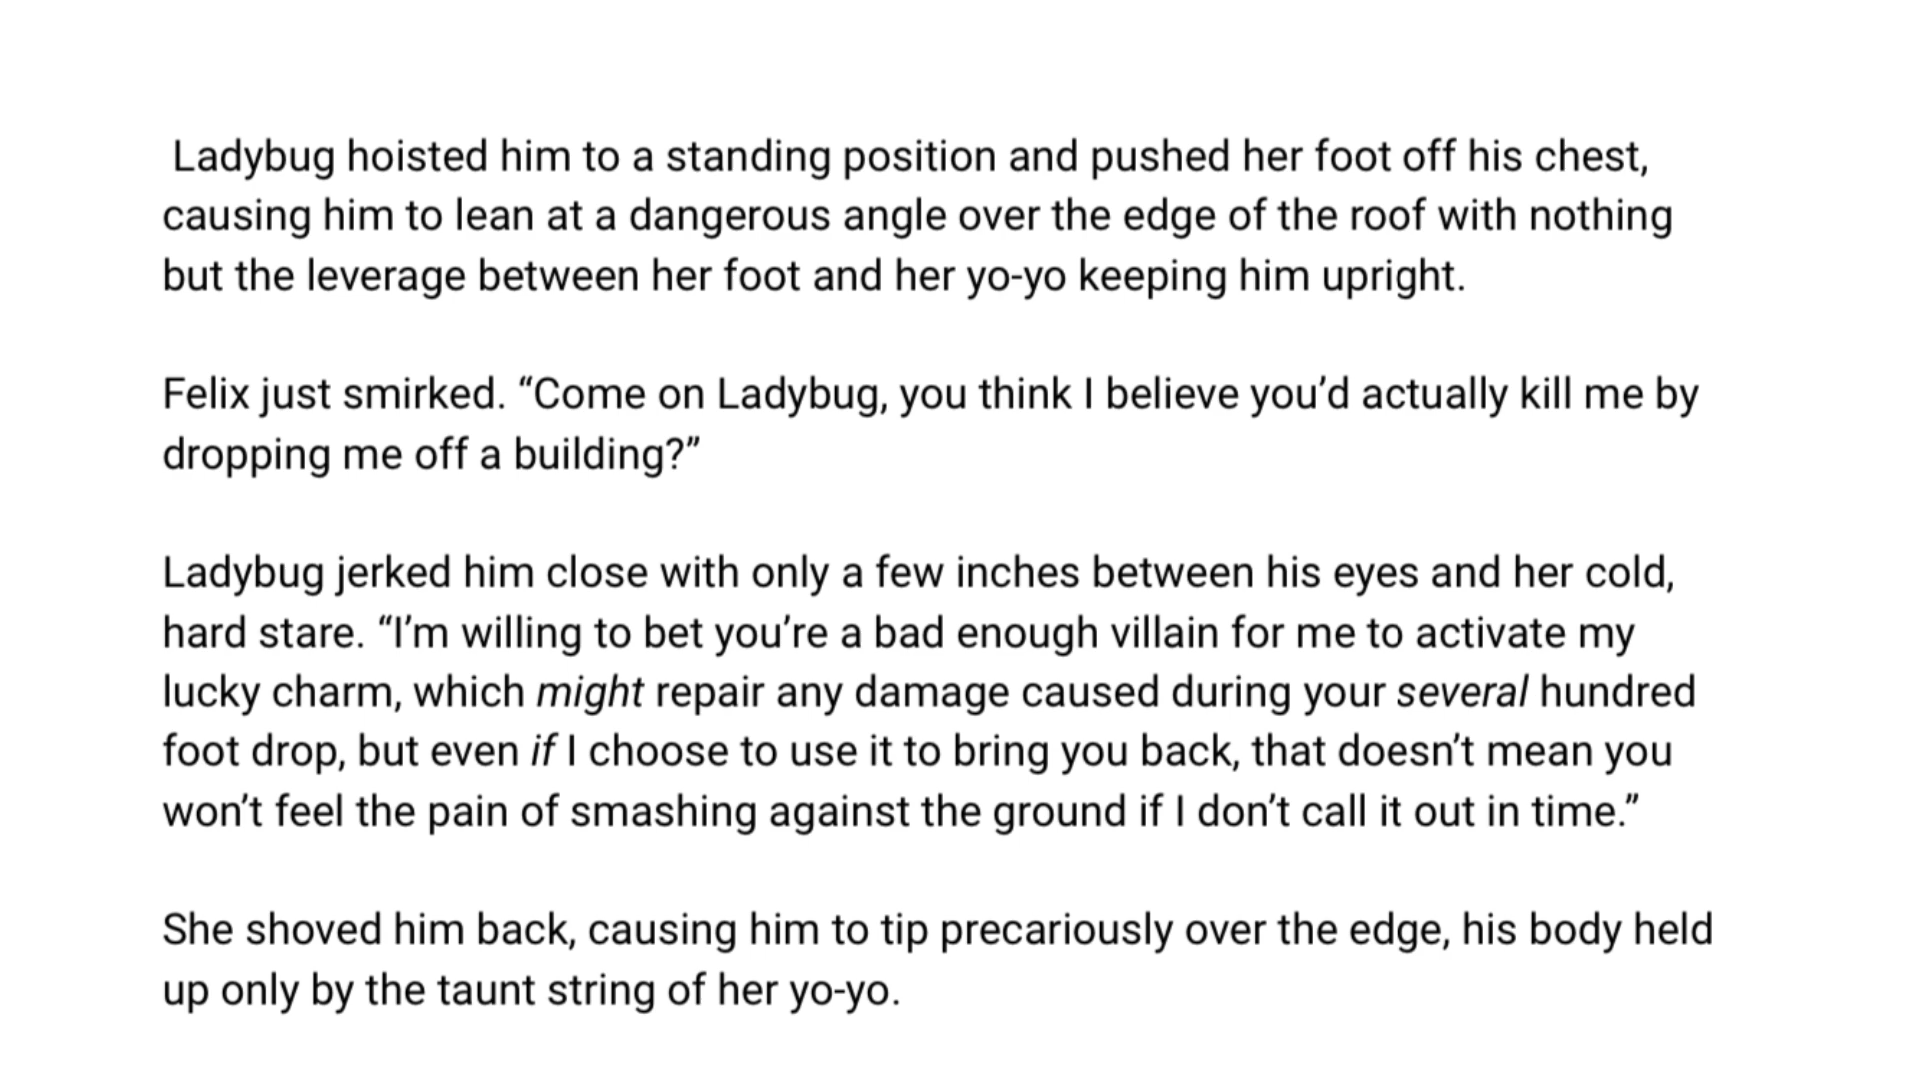 Ladybug hoisted him to a standing position and pushed her foot off his chest,
causing him to lean at a dangerous angle over the edge of the roof with nothing
but the leverage between her foot and her yo-yo keeping him upright.
Felix just smirked. “Come on Ladybug, you think I believe you’d actually kill me by
dropping me off a building?”
Ladybug jerked him close with only a few inches between his eyes and her cold,
hard stare. “I’m willing to bet you’re a bad enough villain for me to activate my
lucky charm, which might repair any damage caused during your several hundred
foot drop, but even if I choose to use it to bring you back, that doesn’t mean you
won’t feel the pain of smashing against the ground if I don’t call it out in time.”
She shoved him back, causing him to tip precariously over the edge, his body held
up only by the taunt string of her yo-yo.